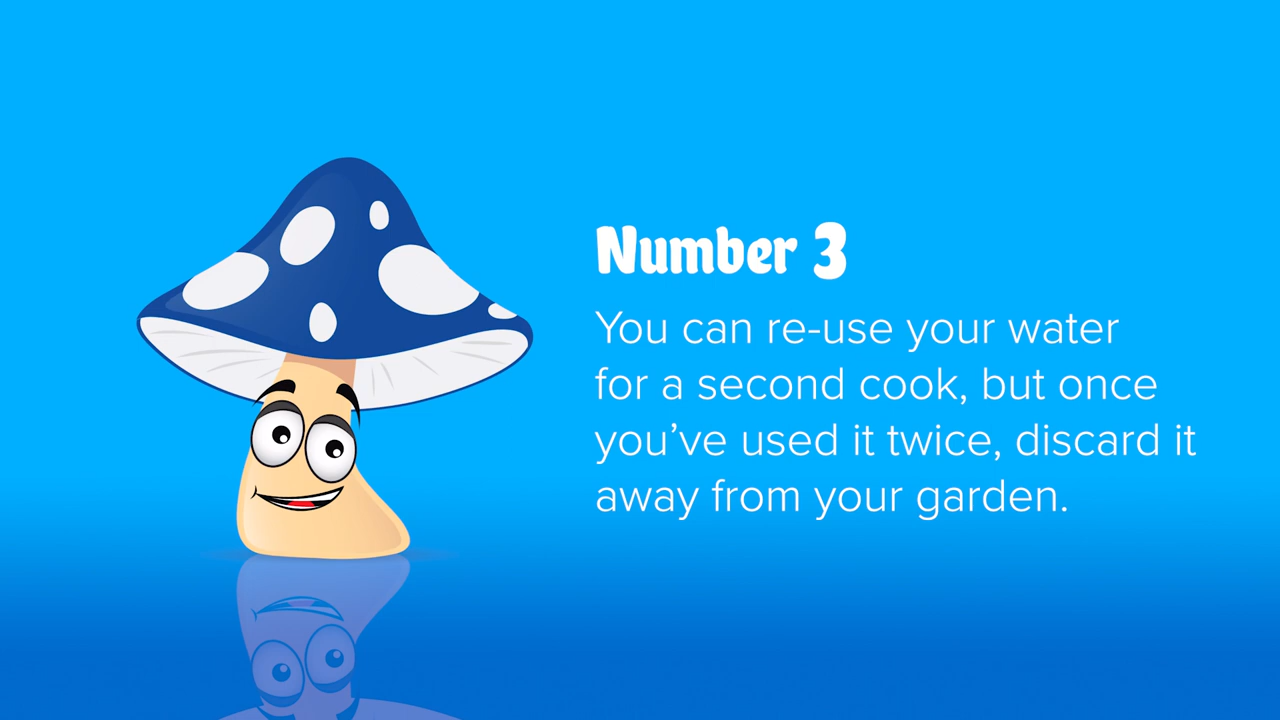 Number 3
You can re-use your water
for a second cook, but once
you’ve used it twice, discard it
away from your garden.